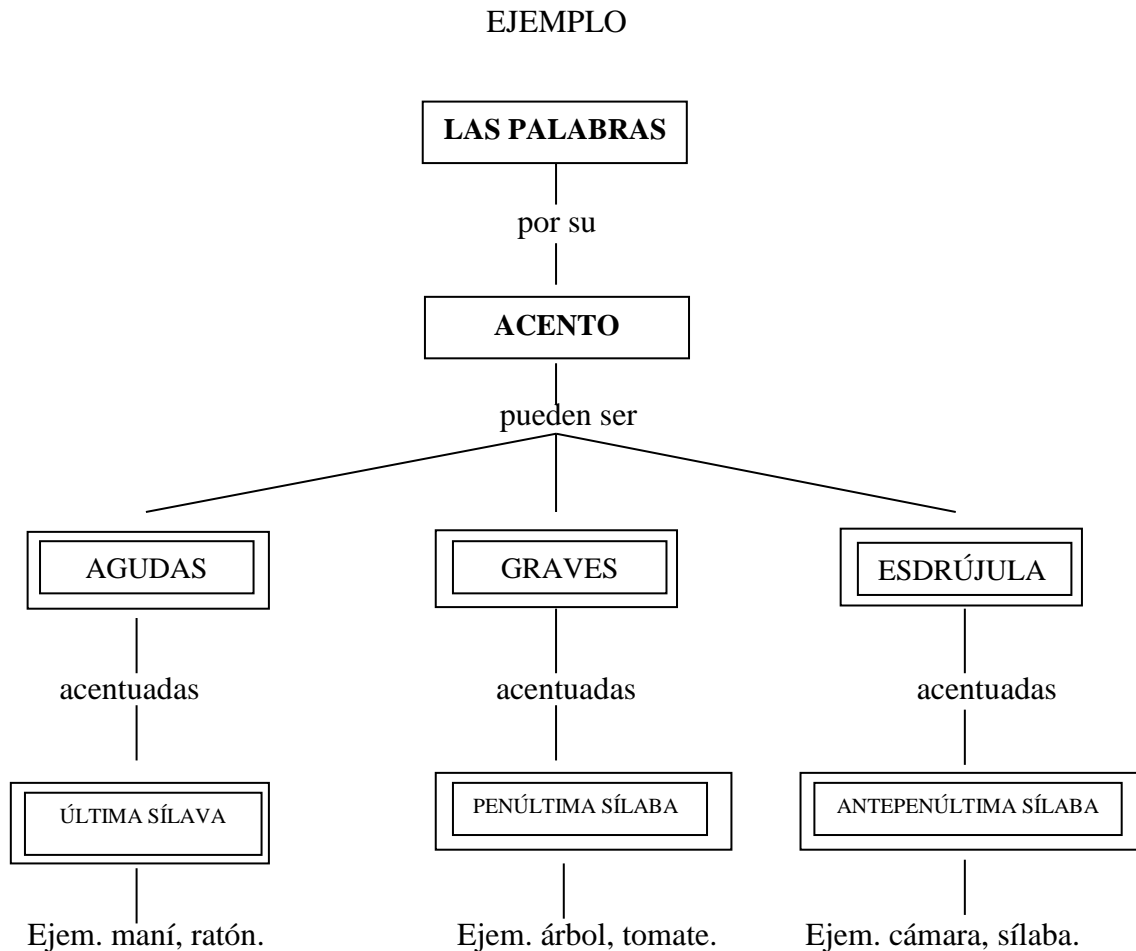 EJEMPLO
LAS PALABRAS
por su
ACENTO
pueden ser
AGUDAS
GRAVES
ESDRÚJULA
acentuadas
acentuadas
acentuadas
ÚLTIMA SÍLAVA
PENÚLTIMA SÍLABA
ANTEPENÚLTIMA SÍLABA
Ejem. maní, ratón.
Ejem. árbol, tomate.
Ejem. cámara, sílaba.